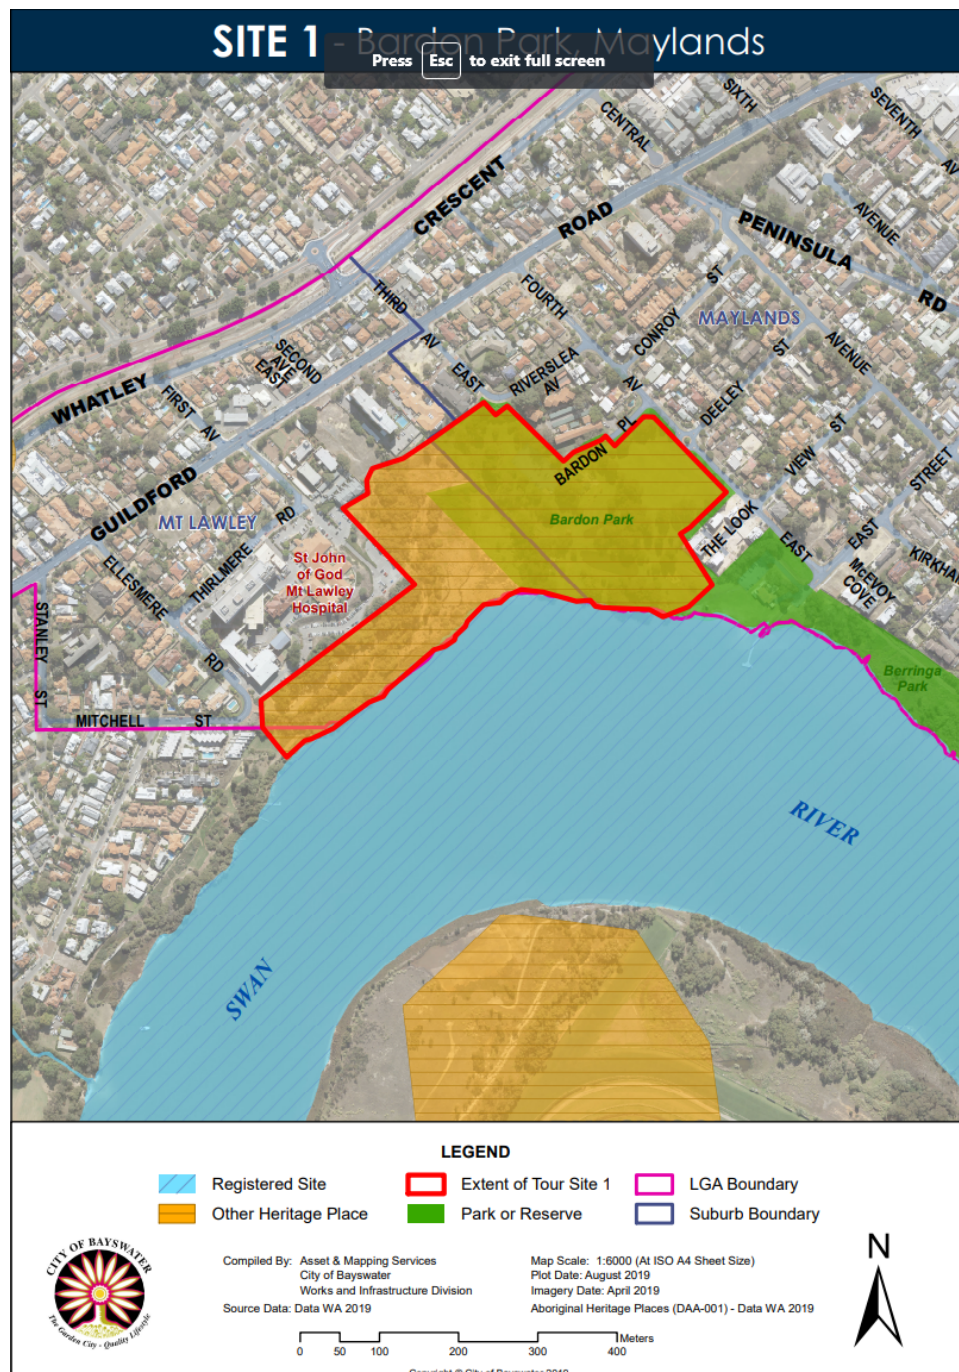 SITE 1 - Bardon Park, Maylands
Press Esc to exit full screen
SIXTH
SEVENTH
AV
CENTRAL
CRESCENT
ROAD
AVENUE
PENINSULA
RD
THIRD
AV
FOURTH
AV
ST
CONROY
MAYLANDS
AVENUE
ST
DEELEY
SECOND
AVE
EAST
EAST
RIVERSLEA
AV
WHATLEY
FIRST
AV
PL
BARDON
VIEW
ST
STREET
EAST
GUILDFORD
MT LAWLEY
RD
THIRLMERE
ELLESMERE
RD
Bardon Park
THE LOOK
EAST
KIRKHAM
McEVOY
COVE
St John
of God
Mt Lawley
Hospital
STANLEY
ST
MITCHELL ST
Berringa
Park
RIVER
SWAN
LEGEND
Registered Site
Extent of Tour Site 1
LGA Boundary
Other Heritage Place
Park or Reserve
Suburb Boundary
CITY OF BAYSWATER
The Garden City - Quality Lifestyle
Compiled By: Asset & Mapping Services
City of Bayswater
Works and Infrastructure Division
Source Data: Data WA 2019
Map Scale: 1:6000 (At ISO A4 Sheet Size)
Plot Date: August 2019
Imagery Date: April 2019
Aboriginal Heritage Places (DAA-001) - Data WA 2019
N
Meters
0 50 100 200 300 400
Copyright © City of Bayswater 2019